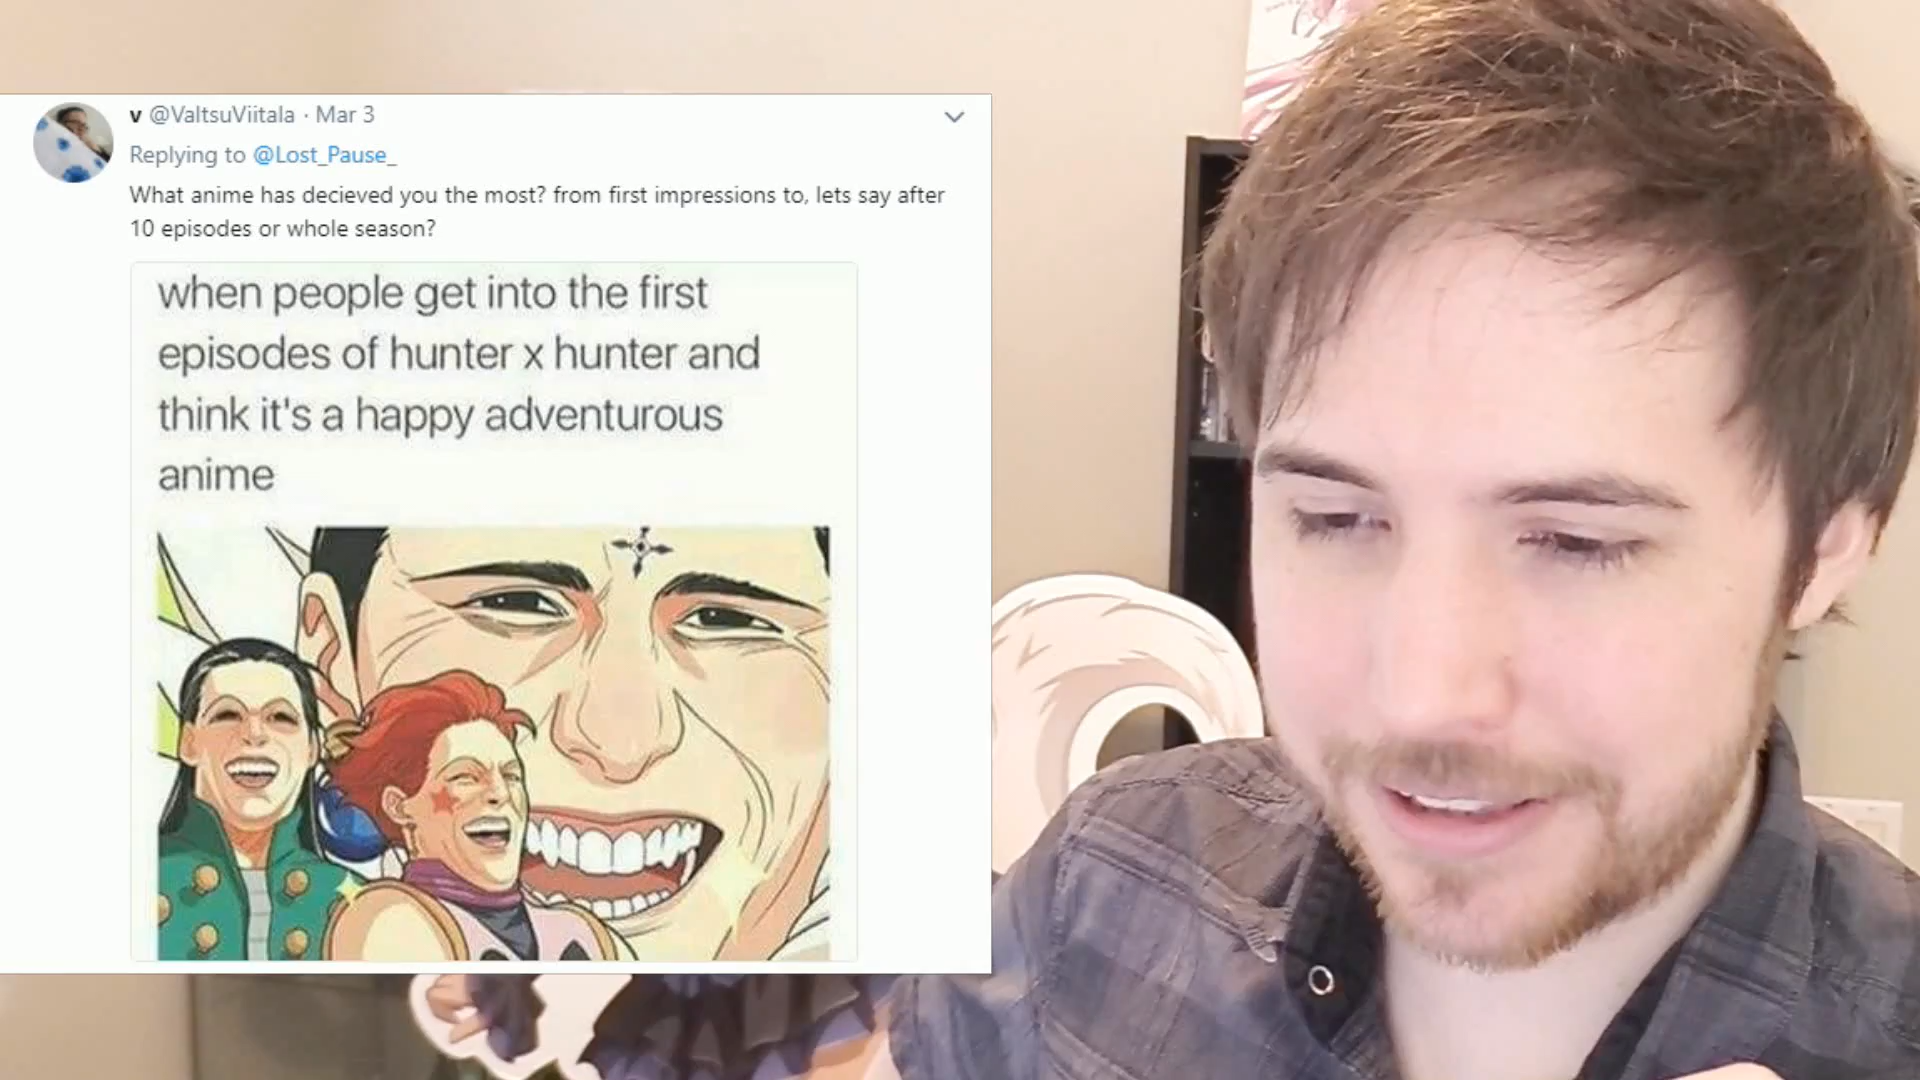 v @ValtsuViitala · Mar 3
Replying to @Lost_Pause_
What anime has decieved you the most? from first impressions to, lets say after
10 episodes or whole season?
when people get into the first
episodes of hunter x hunter and
think it's a happy adventurous
anime